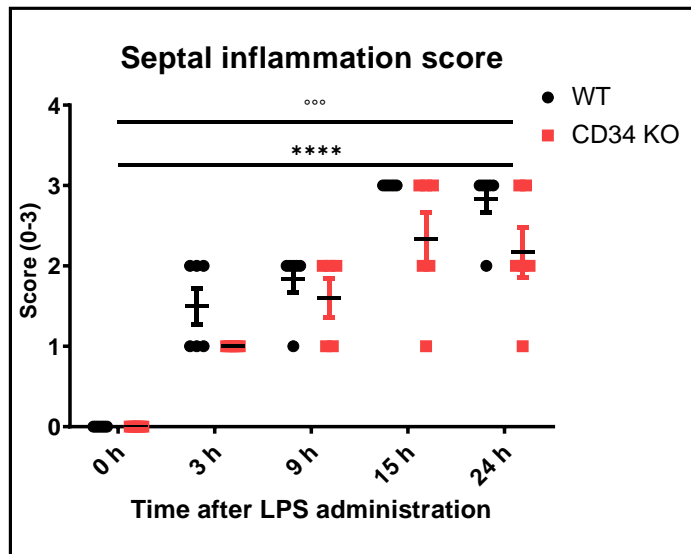 Septal inflammation score
WT
CD34 KO
°°°
****
4
3
2
1
0
Score (0-3)
0 h
3 h
9 h
15 h
24 h
Time after LPS administration